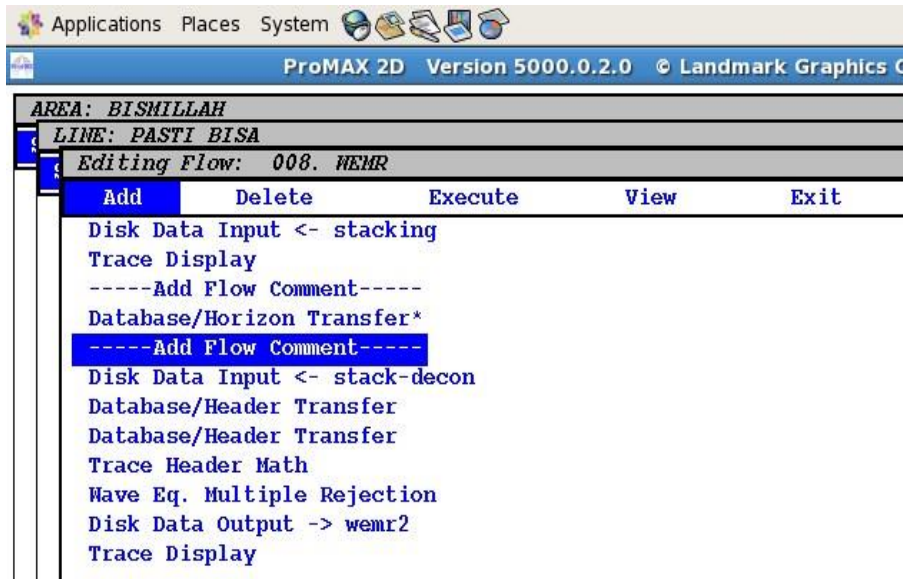 Applications Places System
ProMAX 2D Version 5000.0.2.0 © Landmark Graphics
AREA: BISMILLAH
LINE: PASTI BISA
Editing Flow: 008. WEMR
Add Delete Execute View Exit
Disk Data Input <- stacking
Trace Display
-----Add Flow Comment-----
Database/Horizon Transfer*
-----Add Flow Comment-----
Disk Data Input <- stack-decon
Database/Header Transfer
Database/Header Transfer
Trace Header Math
Wave Eq. Multiple Rejection
Disk Data Output -> wemr2
Trace Display